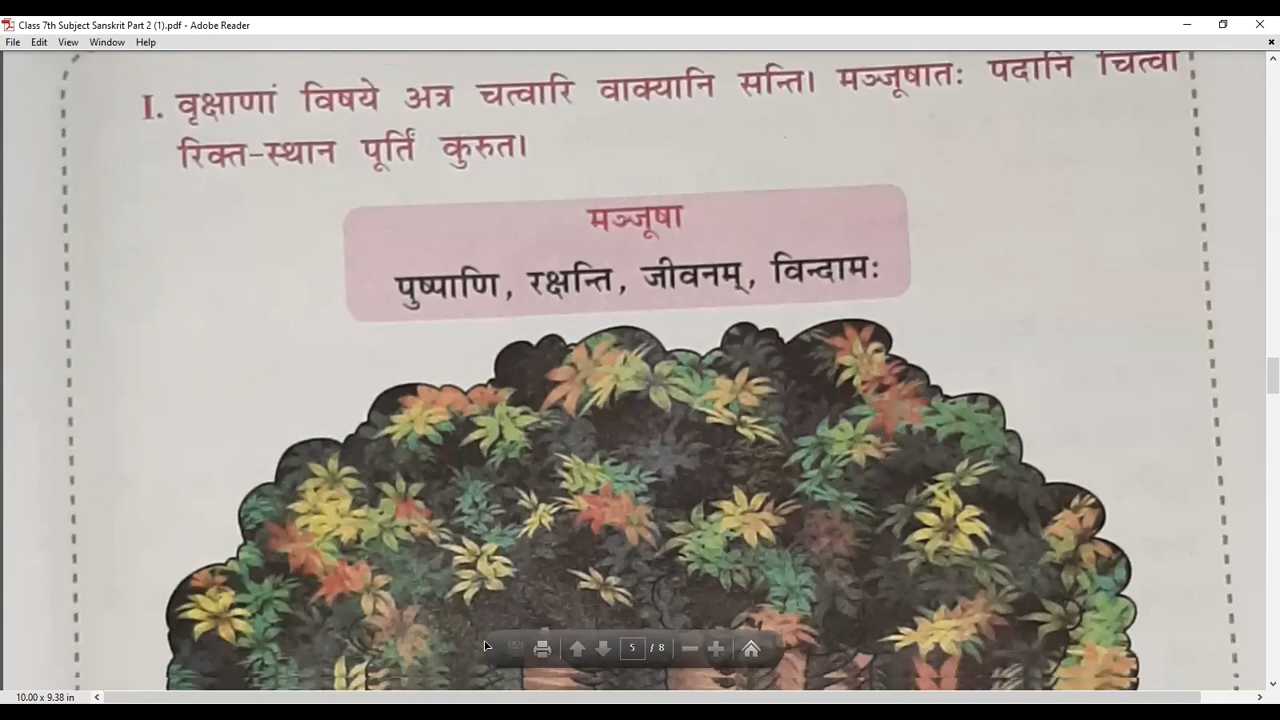 Class 7th Subject Sanskrit Part 2 (1).pdf - Adobe Reader
File Edit View Window Help
I. वृक्षाणां विषये अत्र चत्वारि वाक्यानि सन्ति। मञ्जूषातः पदानि चित्वा
रिक्त-स्थान पूर्तिं कुरुत।
मञ्जूषा
पुष्पाणि, रक्षन्ति, जीवनम्, विन्दामः
5 / 8
10.00 x 9.38 in